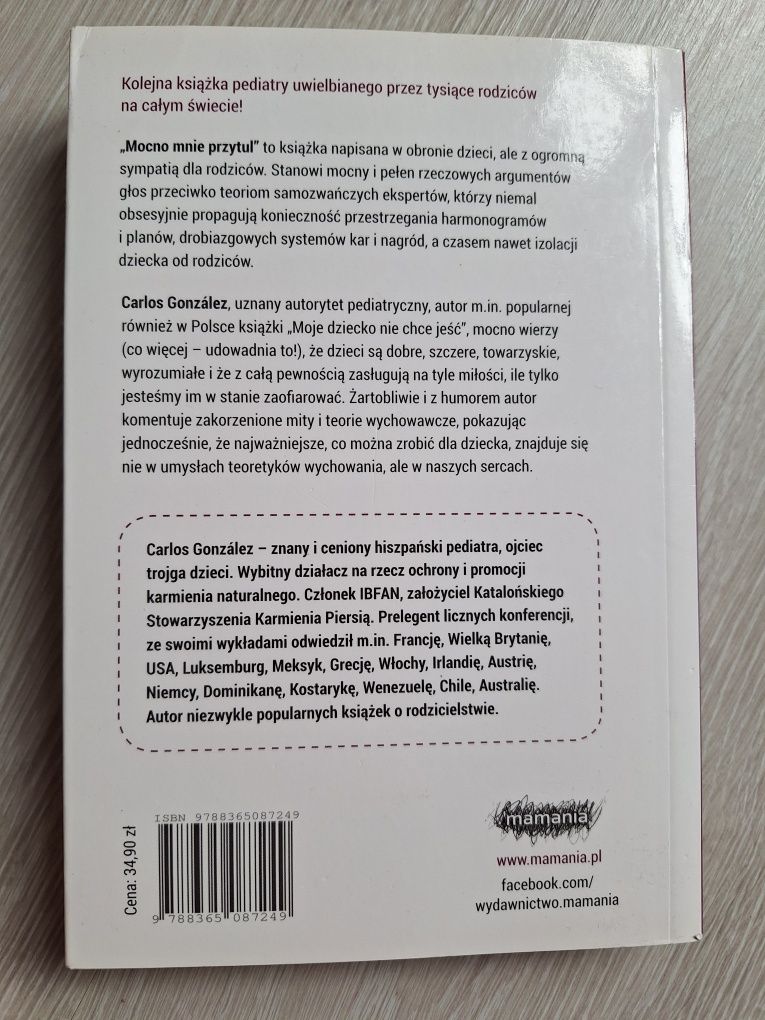 Kolejna książka pediatry uwielbianego przez tysiące rodziców
na całym świecie!
„Mocno mnie przytul” to książka napisana w obronie dzieci, ale z ogromną
sympatią dla rodziców. Stanowi mocny i pełen rzeczowych argumentów
głos przeciwko teoriom samozwańczych ekspertów, którzy niemal
obsesyjnie propagują konieczność przestrzegania harmonogramów
i planów, drobiazgowych systemów kar i nagród, a czasem nawet izolacji
dziecka od rodziców.
Carlos González, uznany autorytet pediatryczny, autor m.in. popularnej
również w Polsce książki „Moje dziecko nie chce jeść”, mocno wierzy
(co więcej – udowadnia to!), że dzieci są dobre, szczere, towarzyskie,
wyrozumiałe i że z całą pewnością zasługują na tyle miłości, ile tylko
jesteśmy im w stanie zaofiarować. Żartobliwie i z humorem autor
komentuje zakorzenione mity i teorie wychowawcze, pokazując
jednocześnie, że najważniejsze, co można zrobić dla dziecka, znajduje się
nie w umysłach teoretyków wychowania, ale w naszych sercach.
Carlos González – znany i ceniony hiszpański pediatra, ojciec
trojga dzieci. Wybitny działacz na rzecz ochrony i promocji
karmienia naturalnego. Członek IBFAN, założyciel Katalońskiego
Stowarzyszenia Karmienia Piersią. Prelegent licznych konferencji,
ze swoimi wykładami odwiedził m.in. Francję, Wielką Brytanię,
USA, Luksemburg, Meksyk, Grecję, Włochy, Irlandię, Austrię,
Niemcy, Dominikanę, Kostarykę, Wenezuelę, Chile, Australię.
Autor niezwykle popularnych książek o rodzicielstwie.
Cena: 34,90 zł
ISBN 9788365087249
9 788365 087249
mamania
www.mamania.pl
facebook.com/
wydawnictwo.mamania